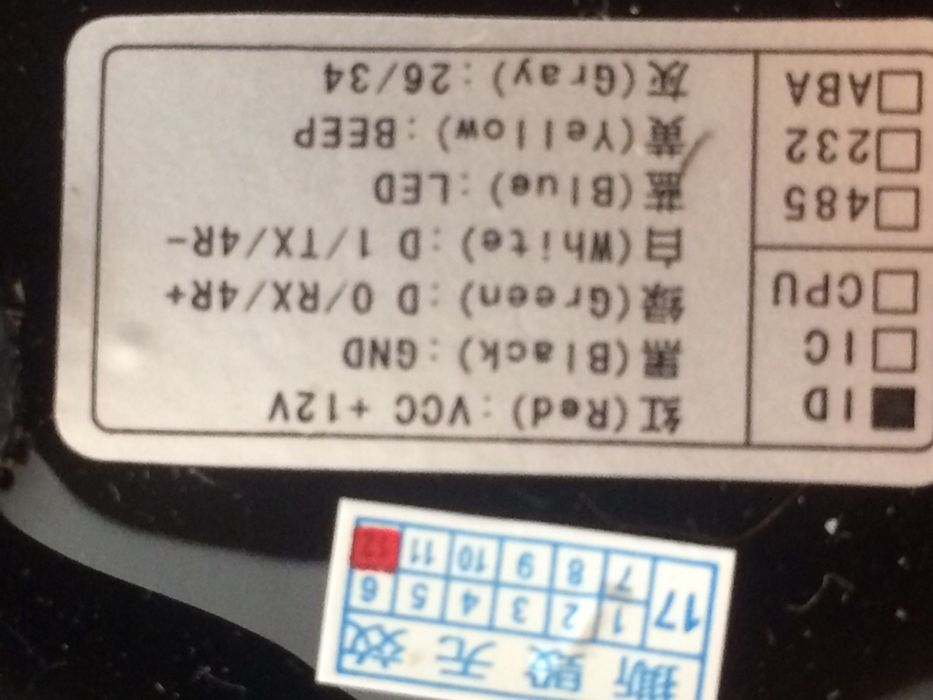 ■ID
□IC
□CPU
□485
□232
□ABA
红(Red):VCC +12V
黑(Black):GND
绿(Green):D 0/RX/4R+
白(White):D 1/TX/4R-
蓝(Blue):LED
黄(Yellow):BEEP
灰(Gray):26/34
撕毁无效
17
1 2 3 4 5 6
7 8 9 10 11 12